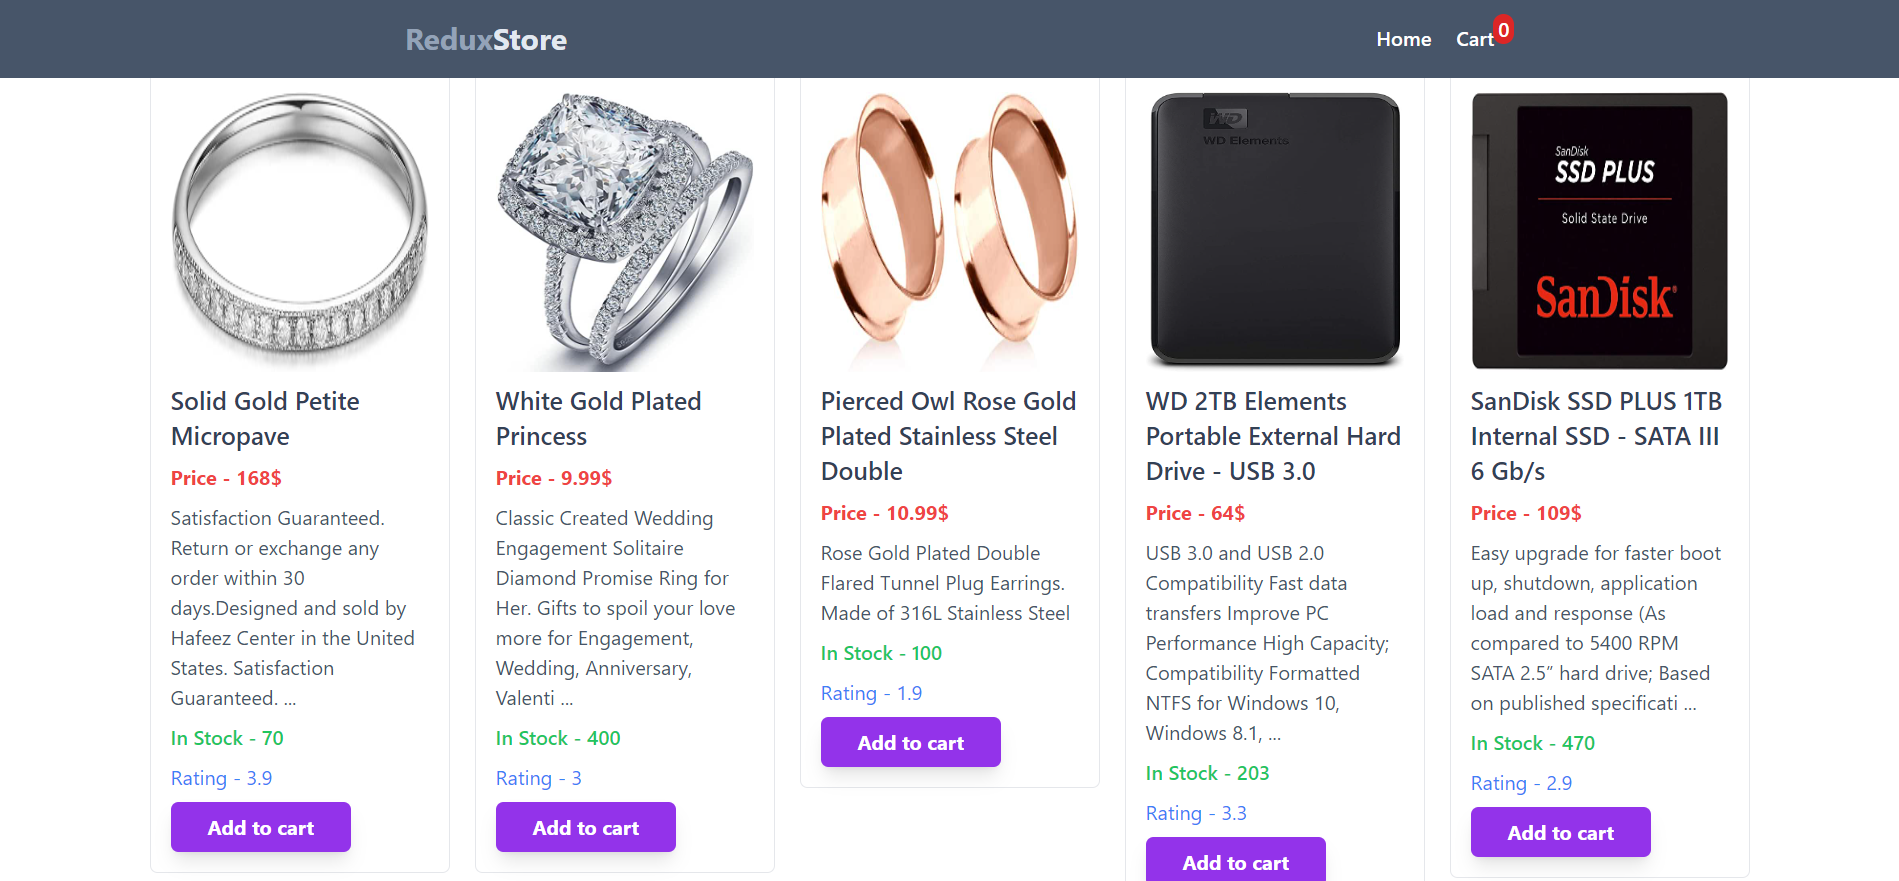 ReduxStore
Home Cart 0
WD
WD Elements
SanDisk
SSD PLUS
Solid State Drive
SanDisk®
Solid Gold Petite
Micropave
Price - 168$
Satisfaction Guaranteed.
Return or exchange any
order within 30
days.Designed and sold by
Hafeez Center in the United
States. Satisfaction
Guaranteed. ...
In Stock - 70
Rating - 3.9
Add to cart
White Gold Plated
Princess
Price - 9.99$
Classic Created Wedding
Engagement Solitaire
Diamond Promise Ring for
Her. Gifts to spoil your love
more for Engagement,
Wedding, Anniversary,
Valenti ...
In Stock - 400
Rating - 3
Add to cart
Pierced Owl Rose Gold
Plated Stainless Steel
Double
Price - 10.99$
Rose Gold Plated Double
Flared Tunnel Plug Earrings.
Made of 316L Stainless Steel
In Stock - 100
Rating - 1.9
Add to cart
WD 2TB Elements
Portable External Hard
Drive - USB 3.0
Price - 64$
USB 3.0 and USB 2.0
Compatibility Fast data
transfers Improve PC
Performance High Capacity;
Compatibility Formatted
NTFS for Windows 10,
Windows 8.1, ...
In Stock - 203
Rating - 3.3
Add to cart
SanDisk SSD PLUS 1TB
Internal SSD - SATA III
6 Gb/s
Price - 109$
Easy upgrade for faster boot
up, shutdown, application
load and response (As
compared to 5400 RPM
SATA 2.5” hard drive; Based
on published specificati ...
In Stock - 470
Rating - 2.9
Add to cart